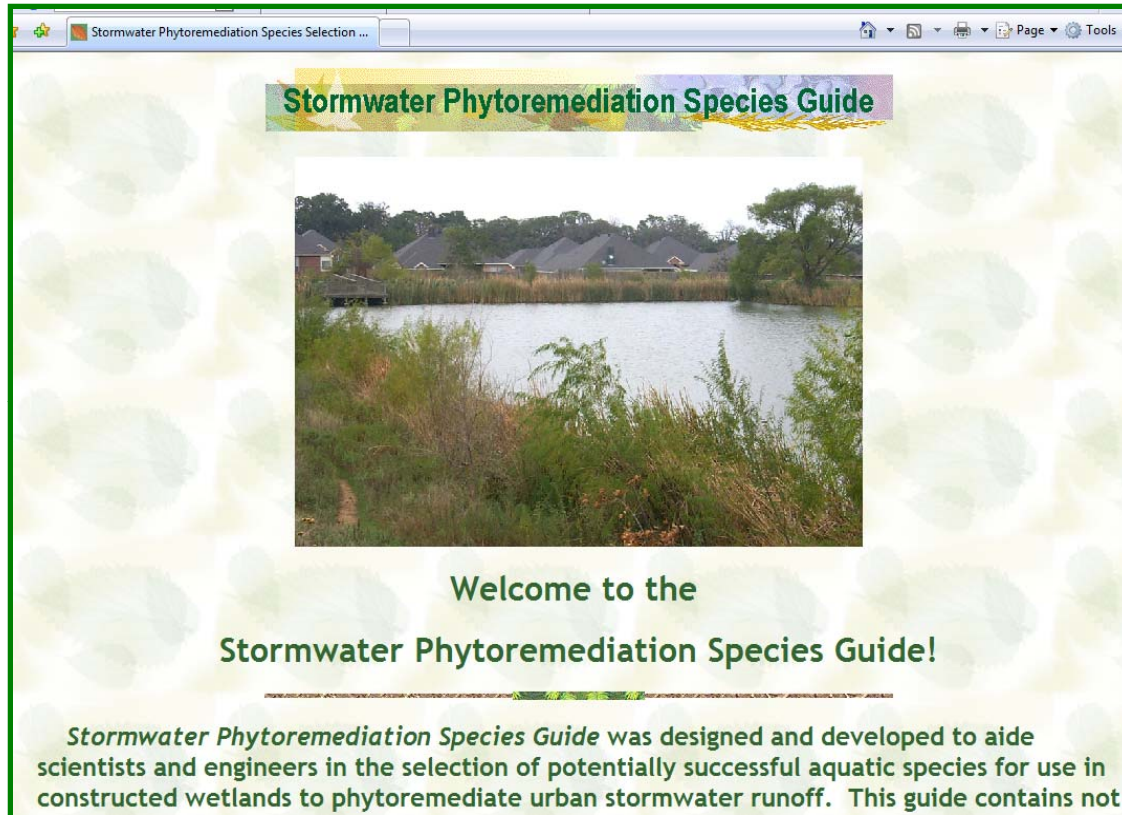 Stormwater Phytoremediation Species Selection ...
Page
Tools
Stormwater Phytoremediation Species Guide
Welcome to the
Stormwater Phytoremediation Species Guide!
Stormwater Phytoremediation Species Guide was designed and developed to aide
scientists and engineers in the selection of potentially successful aquatic species for use in
constructed wetlands to phytoremediate urban stormwater runoff. This guide contains not